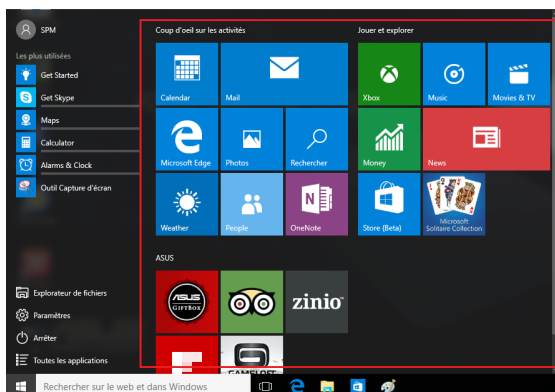 SPM
Les plus utilisées
Get Started
Get Skype
Maps
Calculator
Alarms & Clock
Outil Capture d'écran
Explorateur de fichiers
Paramètres
Arrêter
Toutes les applications
Coup d'oeil sur les activités
Calendar
Mail
Microsoft Edge
Photos
Rechercher
Weather
People
OneNote
Jouer et explorer
Xbox
Music
Movies & TV
Money
News
Store (Beta)
Microsoft
Solitaire Collection
ASUS
ASUS
GIFTBOX
zinio
GAMELOFT
Rechercher sur le web et dans Windows